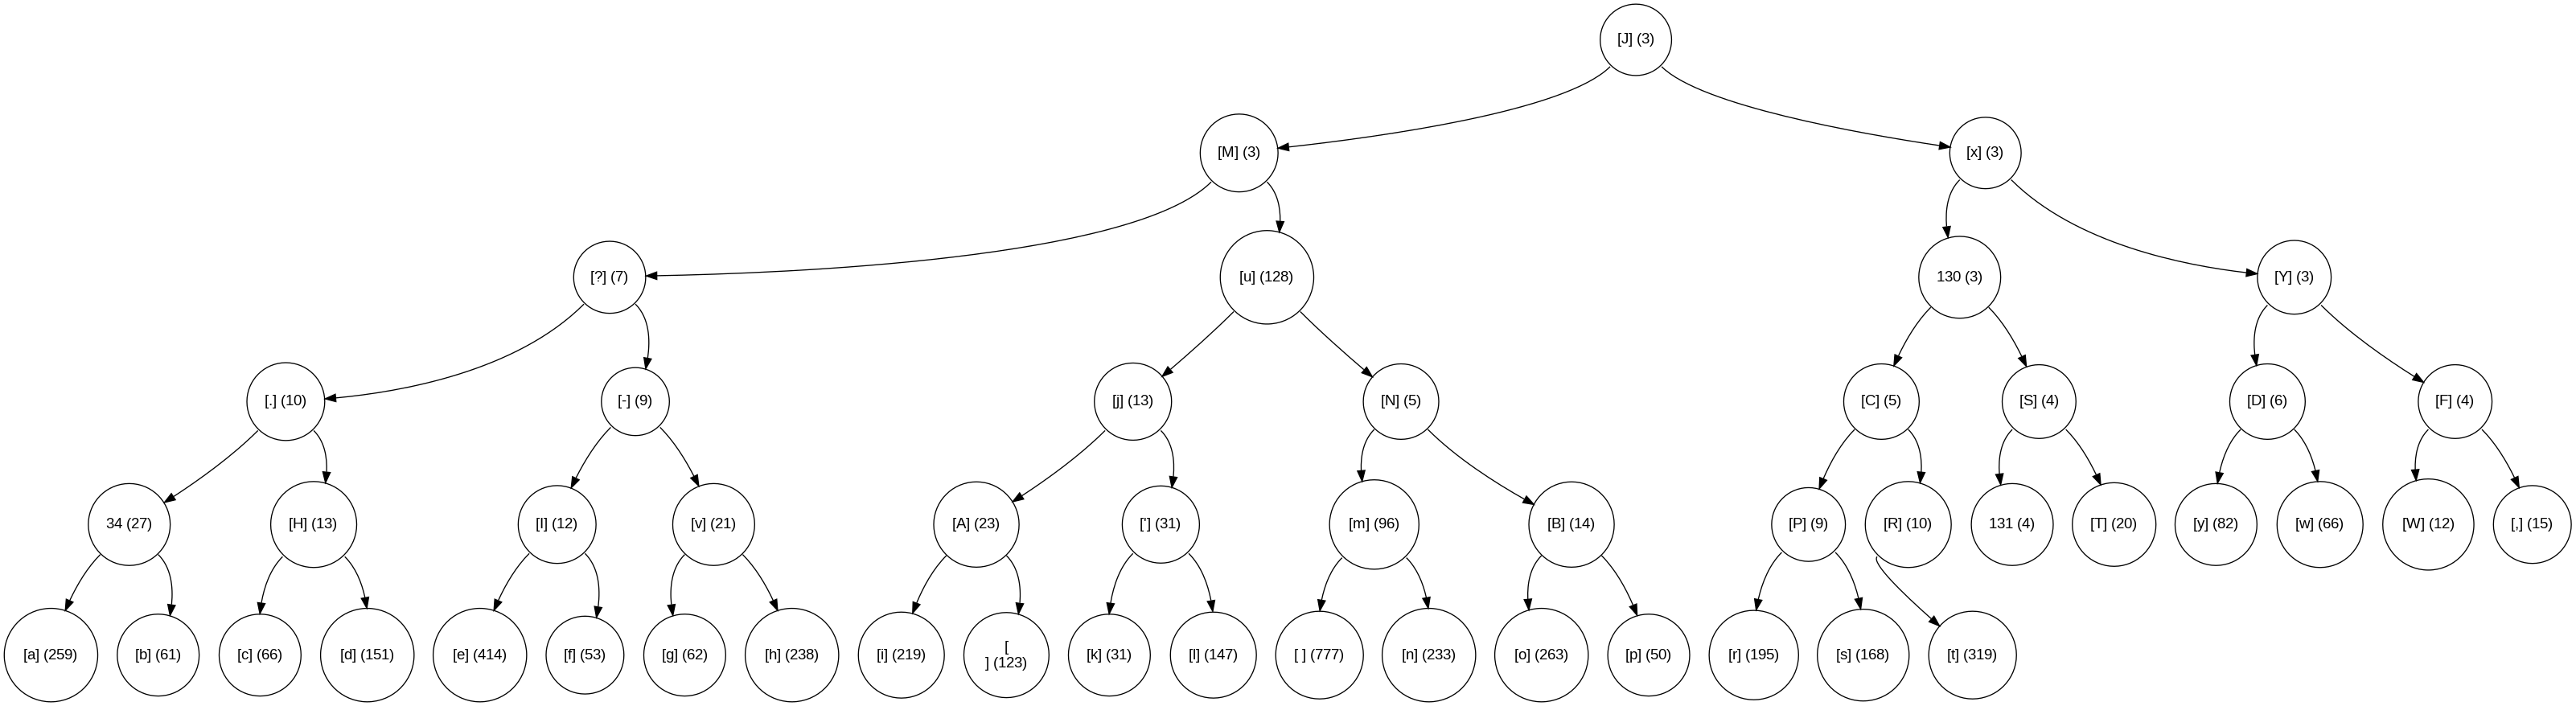 [J] (3)
[M] (3)
[x] (3)
[?] (7)
[u] (128)
130 (3)
[Y] (3)
[.] (10)
[-] (9)
[j] (13)
[N] (5)
[C] (5)
[S] (4)
[D] (6)
[F] (4)
34 (27)
[H] (13)
[I] (12)
[v] (21)
[A] (23)
['] (31)
[m] (96)
[B] (14)
[P] (9)
[R] (10)
131 (4)
[T] (20)
[y] (82)
[w] (66)
[W] (12)
[,] (15)
[a] (259)
[b] (61)
[c] (66)
[d] (151)
[e] (414)
[f] (53)
[g] (62)
[h] (238)
[i] (219)
[
] (123)
[k] (31)
[l] (147)
[ ] (777)
[n] (233)
[o] (263)
[p] (50)
[r] (195)
[s] (168)
[t] (319)